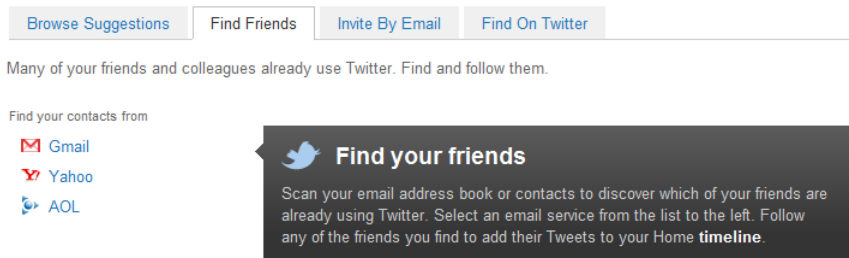 Browse Suggestions Find Friends Invite By Email Find On Twitter
Many of your friends and colleagues already use Twitter. Find and follow them.
Find your contacts from
Gmail
Yahoo
AOL
Find your friends
Scan your email address book or contacts to discover which of your friends are
already using Twitter. Select an email service from the list to the left. Follow
any of the friends you find to add their Tweets to your Home timeline.